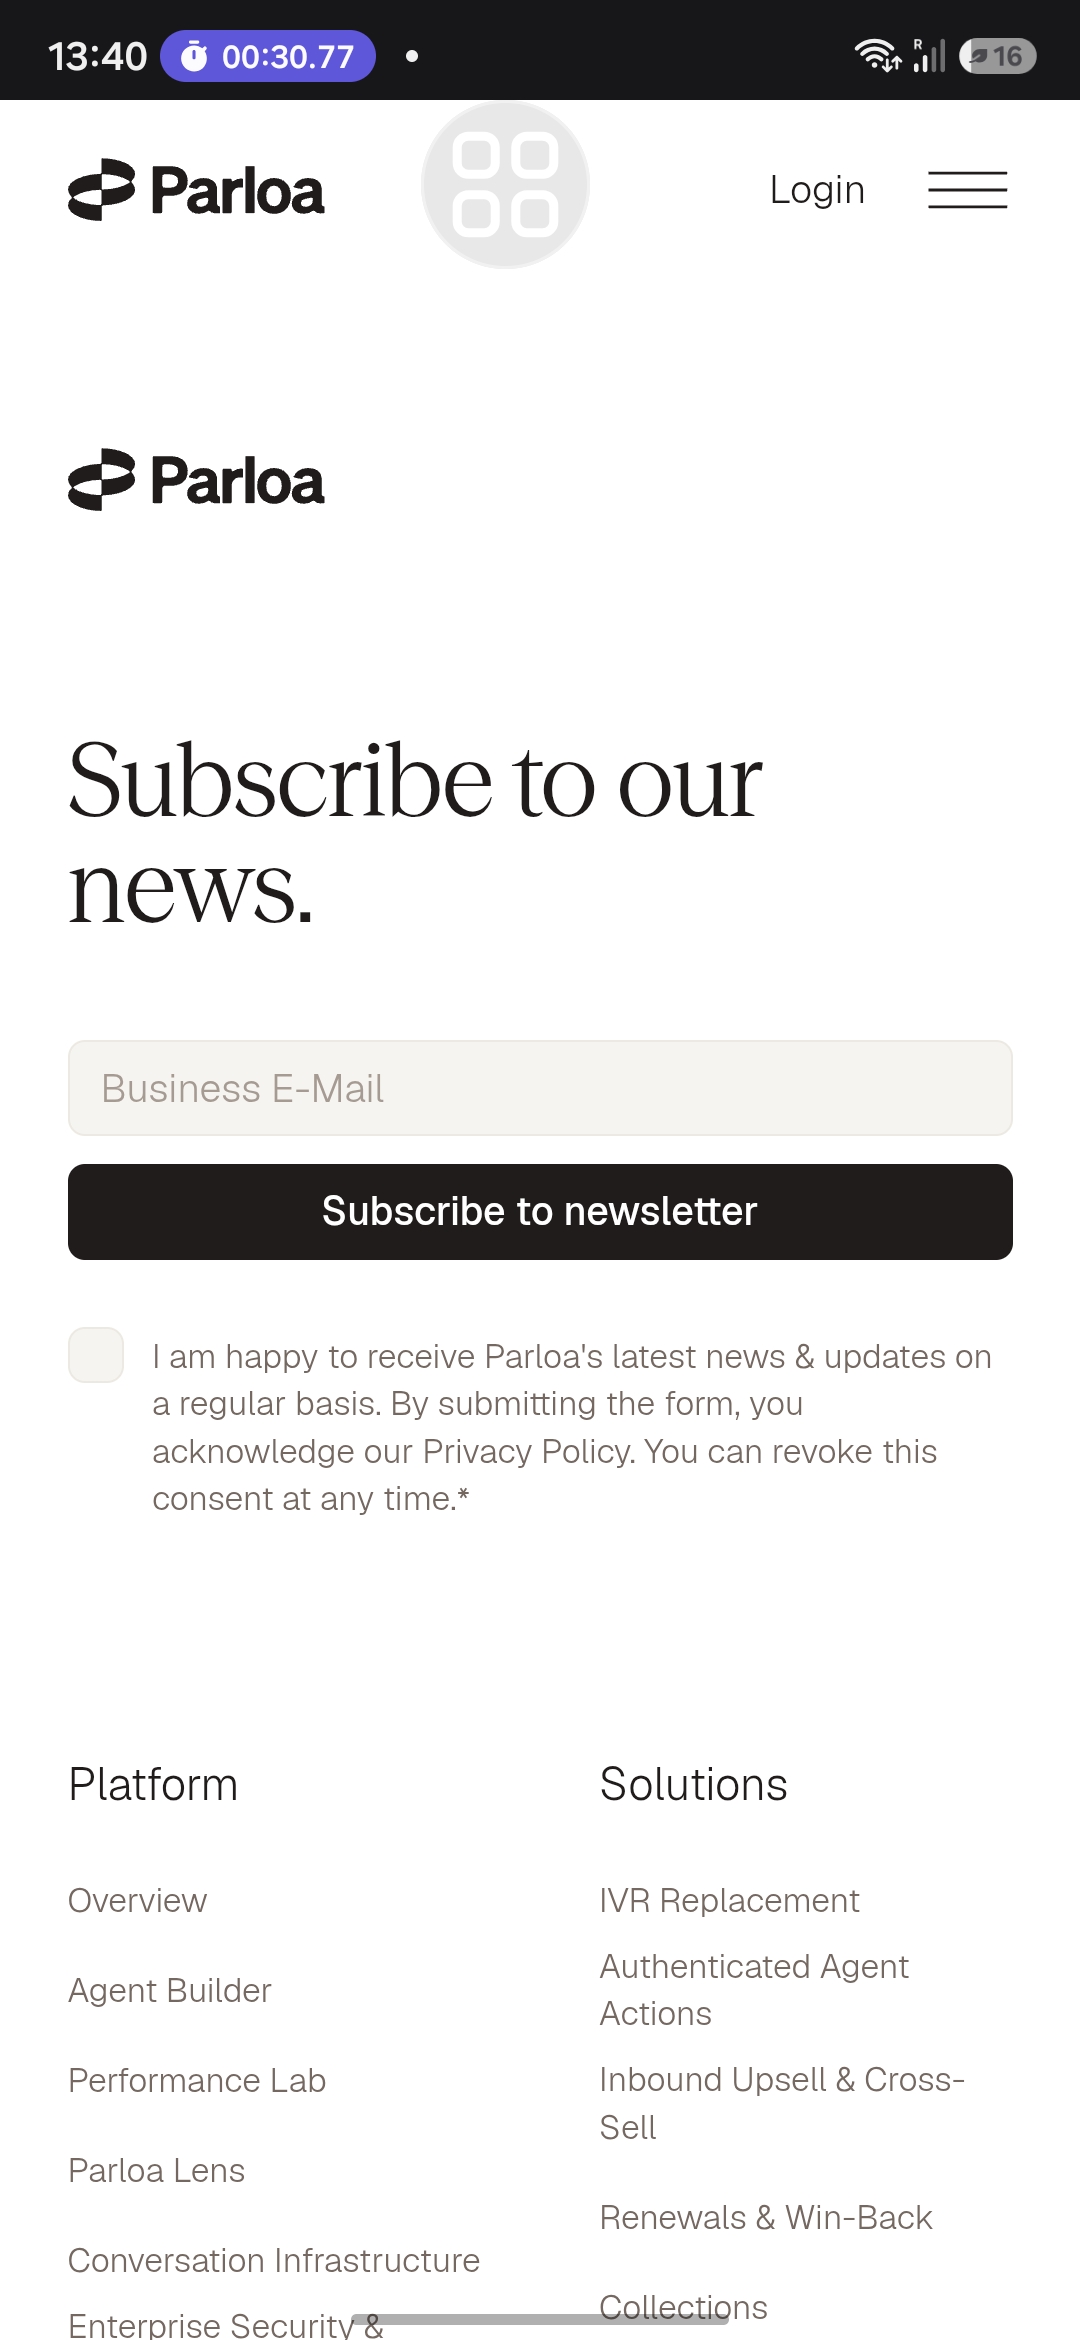 13:40 00:30.77 R 16
Parloa Login
Parloa
Subscribe to our
news.
Business E-Mail
Subscribe to newsletter
I am happy to receive Parloa's latest news & updates on
a regular basis. By submitting the form, you
acknowledge our Privacy Policy. You can revoke this
consent at any time.*
Platform
Overview
Agent Builder
Performance Lab
Parloa Lens
Conversation Infrastructure
Enterprise Security &
Solutions
IVR Replacement
Authenticated Agent
Actions
Inbound Upsell & Cross-
Sell
Renewals & Win-Back
Collections